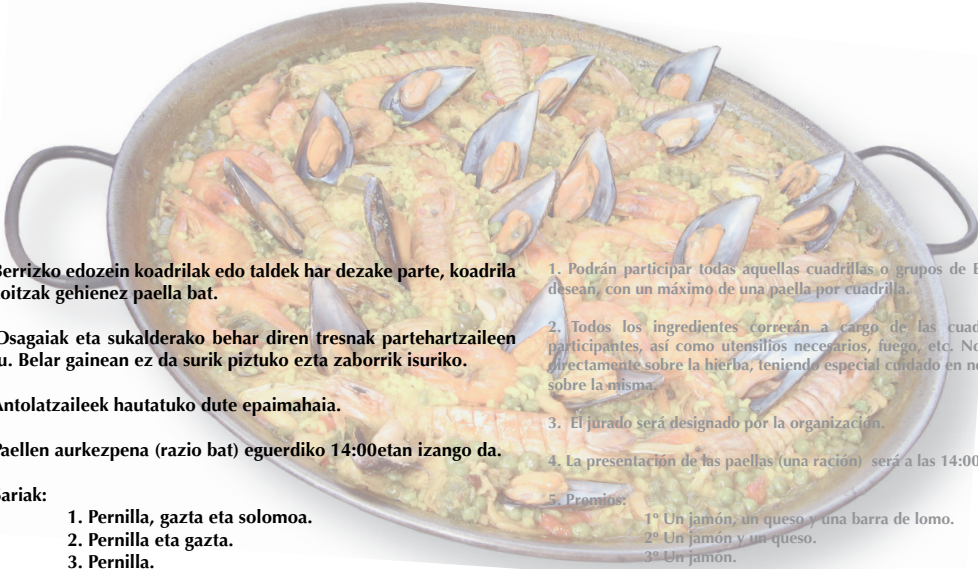 Berrizko edozein koadrilak edo taldek har dezake parte, koadrila
oitzak gehienez paella bat.
Osagaiak eta sukalderako behar diren tresnak partehartzaileen
u. Belar gainean ez da surik piztuko ezta zaborrik isuriko.
Antolatzaileek hautatuko dute epaimahaia.
Paellen aurkezpena (razio bat) eguerdiko 14:00etan izango da.
Sariak:
1. Pernilla, gazta eta solomoa.
2. Pernilla eta gazta.
3. Pernilla.
1. Podrán participar todas aquellas cuadrillas o grupos de B
desean, con un máximo de una paella por cuadrilla.
2. Todos los ingredientes correrán a cargo de las cuad
participantes, así como utensilios necesarios, fuego, etc. No
directamente sobre la hierba, teniendo especial cuidado en no
sobre la misma.
3. El jurado será designado por la organización.
4. La presentación de las paellas (una ración) será a las 14:00
5. Premios:
1º Un jamón, un queso y una barra de lomo.
2º Un jamón y un queso.
3º Un jamón.